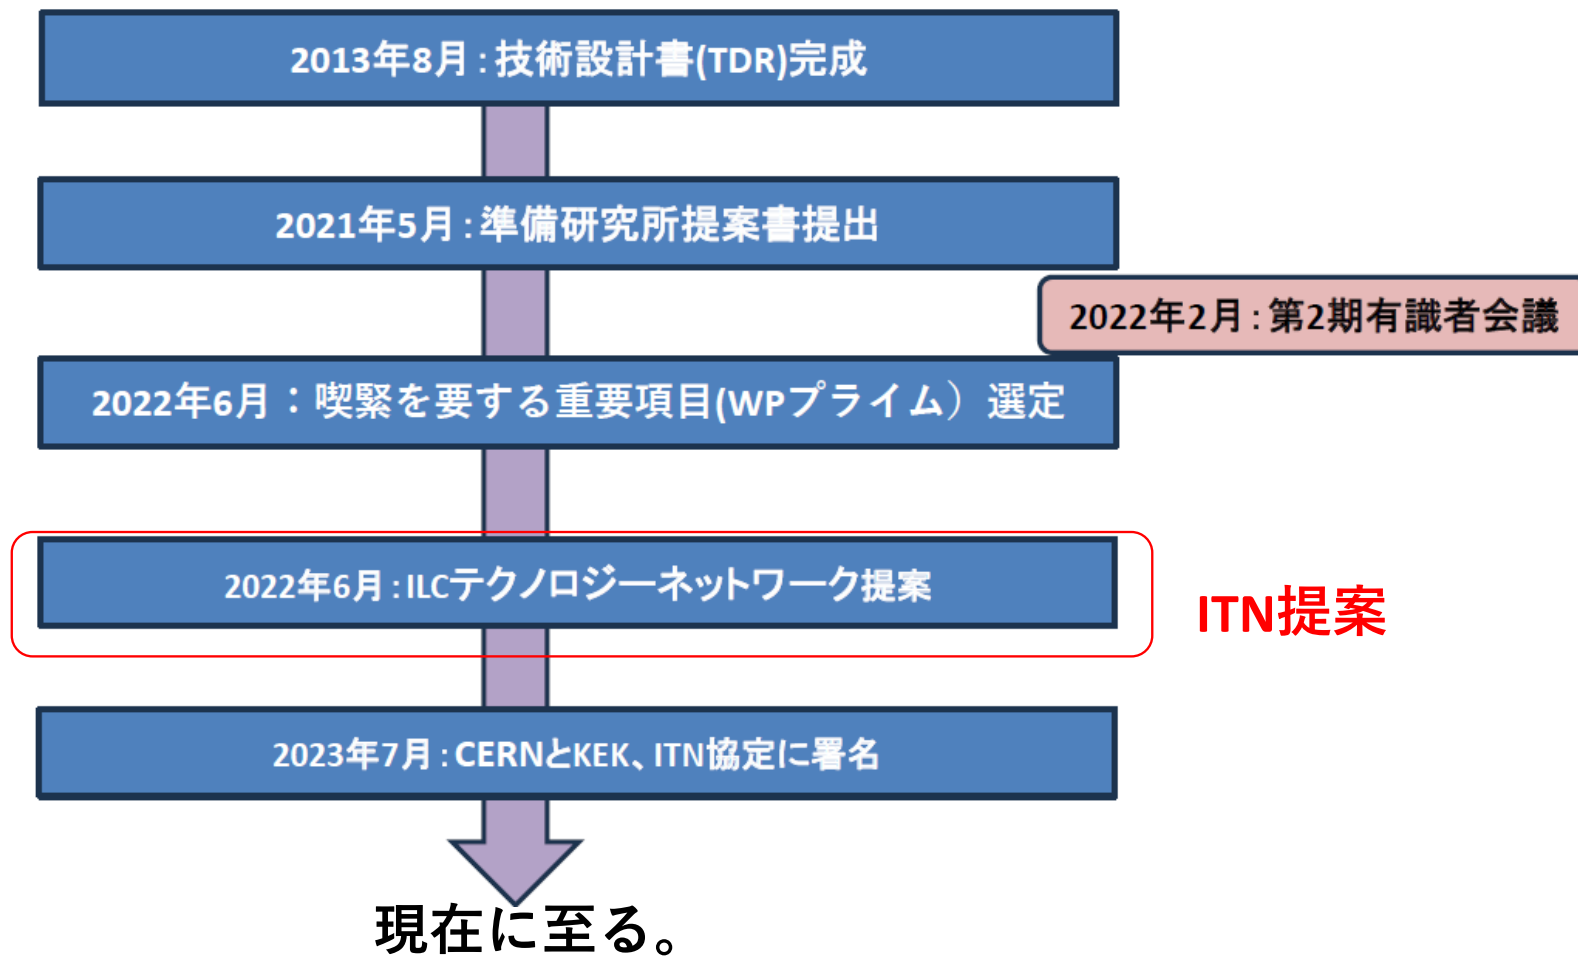 2013年8月:技術設計書(TDR)完成
2021年5月:準備研究所提案書提出
2022年2月:第2期有識者会議
2022年6月：喫緊を要する重要項目(WPプライム）選定
2022年6月:ILCテクノロジーネットワーク提案
ITN提案
2023年7月:CERNとKEK、ITN協定に署名
現在に至る。